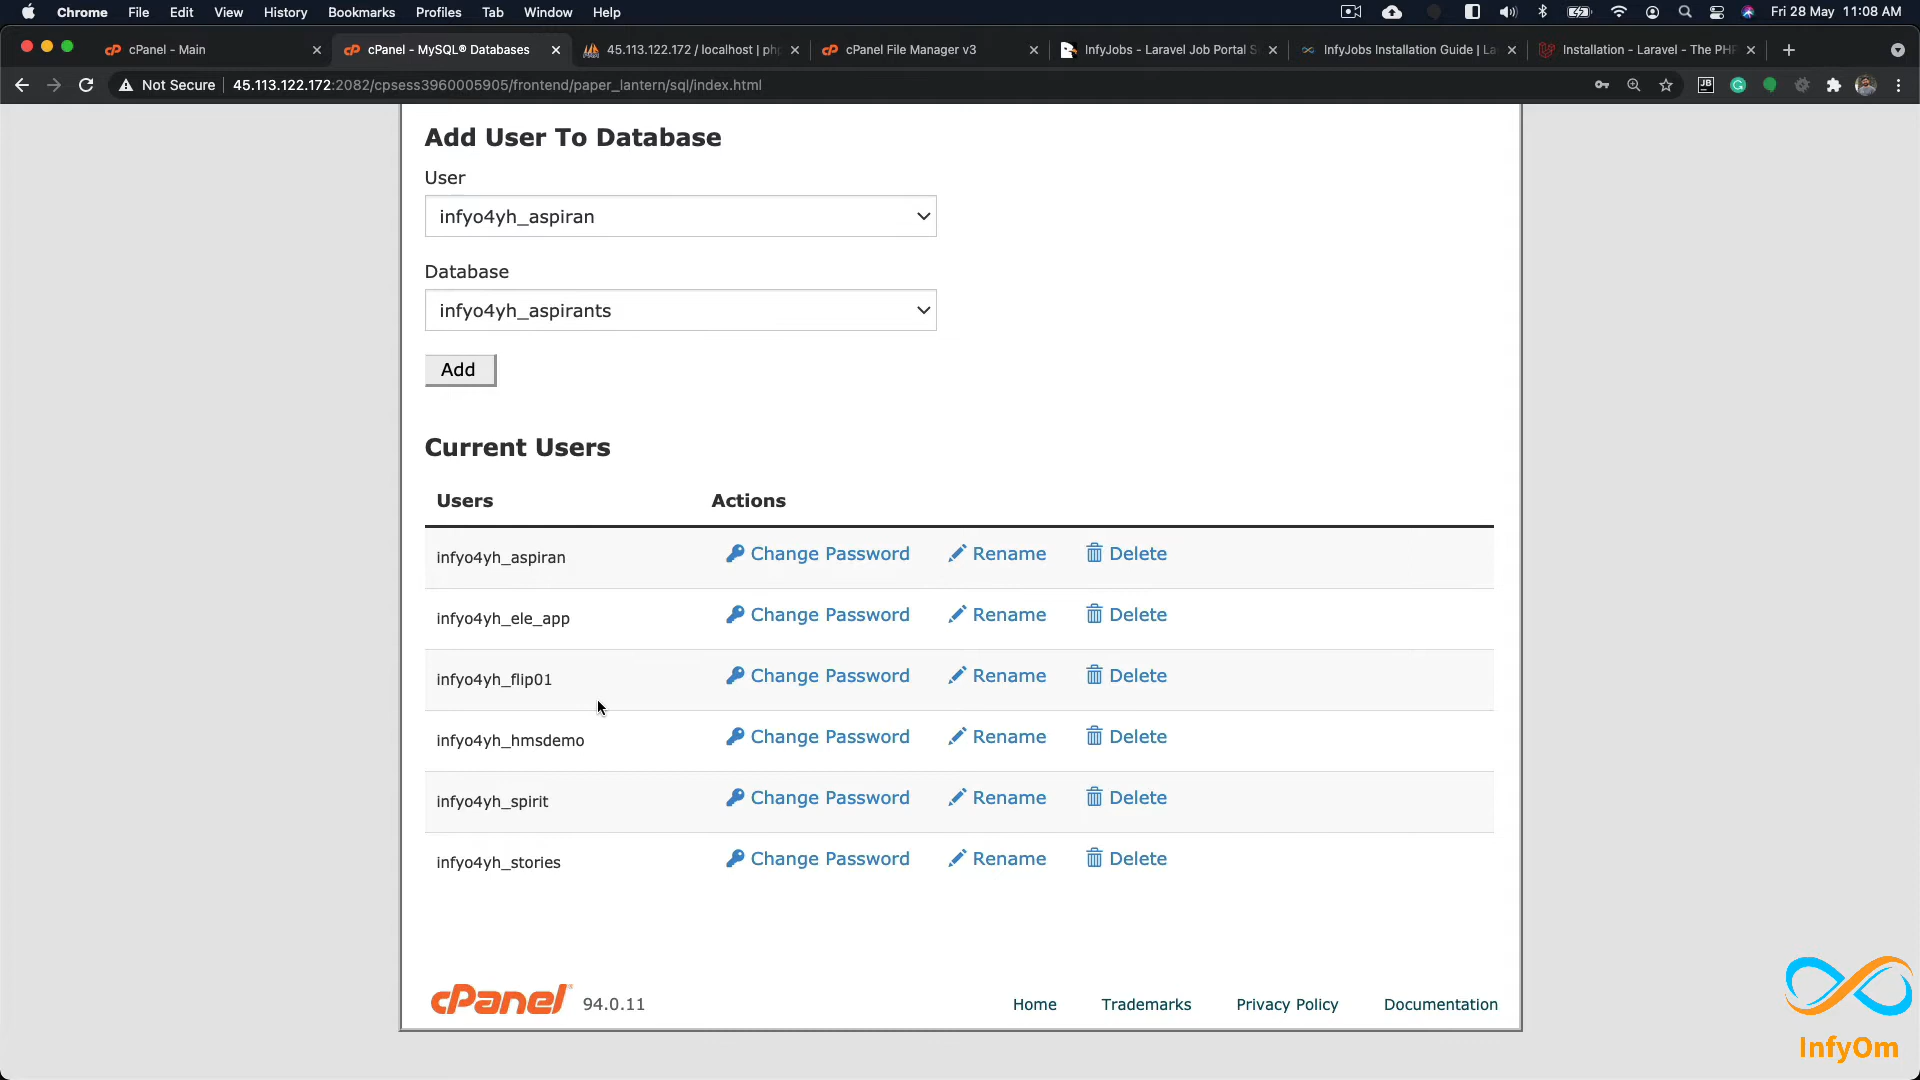 Chrome File Edit View History Bookmarks Profiles Tab Window Help Fri 28 May 11:08 AM
cPanel - Main cPanel - MySQL® Databases 45.113.122.172 / localhost | php cPanel File Manager v3 InfyJobs - Laravel Job Portal S InfyJobs Installation Guide | La Installation - Laravel - The PHP
Not Secure 45.113.122.172:2082/cpsess3960005905/frontend/paper_lantern/sql/index.html
Add User To Database
User
infyo4yh_aspiran
Database
infyo4yh_aspirants
Add
Current Users
Users Actions
infyo4yh_aspiran Change Password Rename Delete
infyo4yh_ele_app Change Password Rename Delete
infyo4yh_flip01 Change Password Rename Delete
infyo4yh_hmsdemo Change Password Rename Delete
infyo4yh_spirit Change Password Rename Delete
infyo4yh_stories Change Password Rename Delete
cPanel 94.0.11 Home Trademarks Privacy Policy Documentation
InfyOm